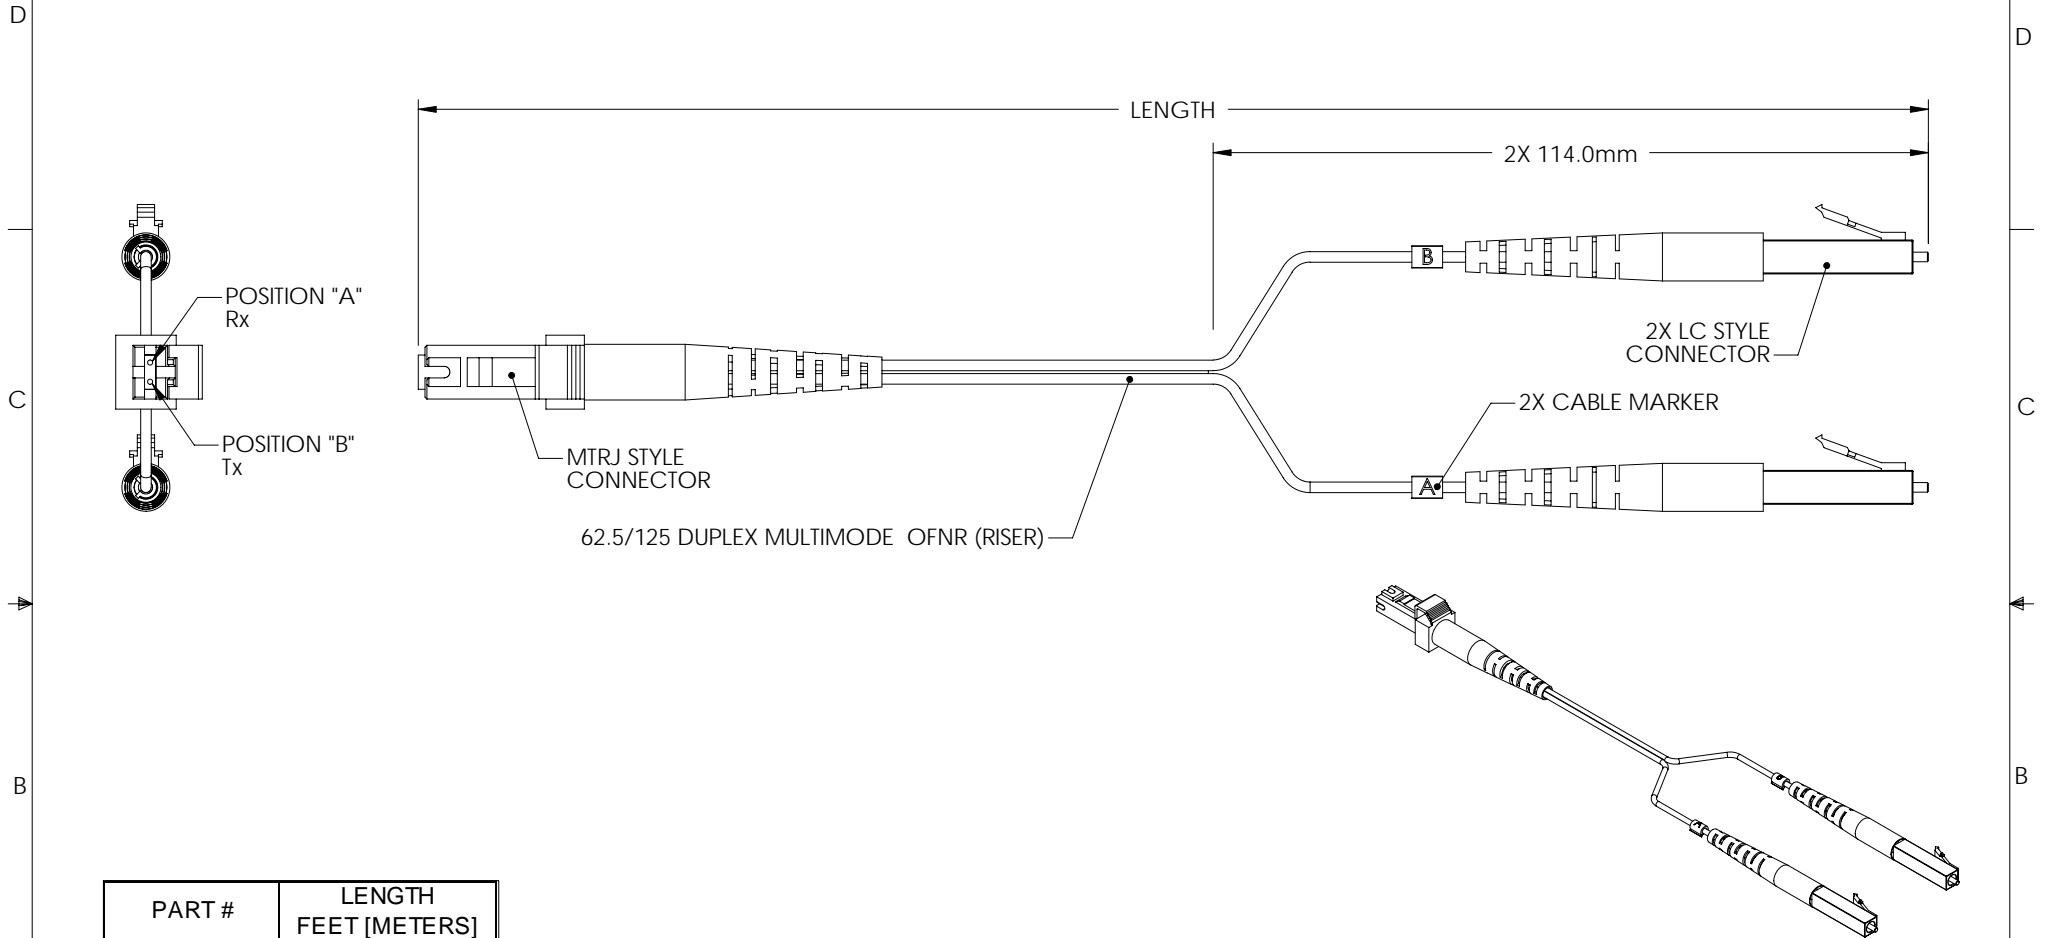 D
D
LENGTH
2X 114.0mm
B
POSITION "A"
Rx
2X LC STYLE
CONNECTOR
C
C
2X CABLE MARKER
POSITION "B"
Tx
MTRJ STYLE
CONNECTOR
A
62.5/125 DUPLEX MULTIMODE OFNR (RISER)
B
B
B
A
PART #
LENGTH
FEET [METERS]